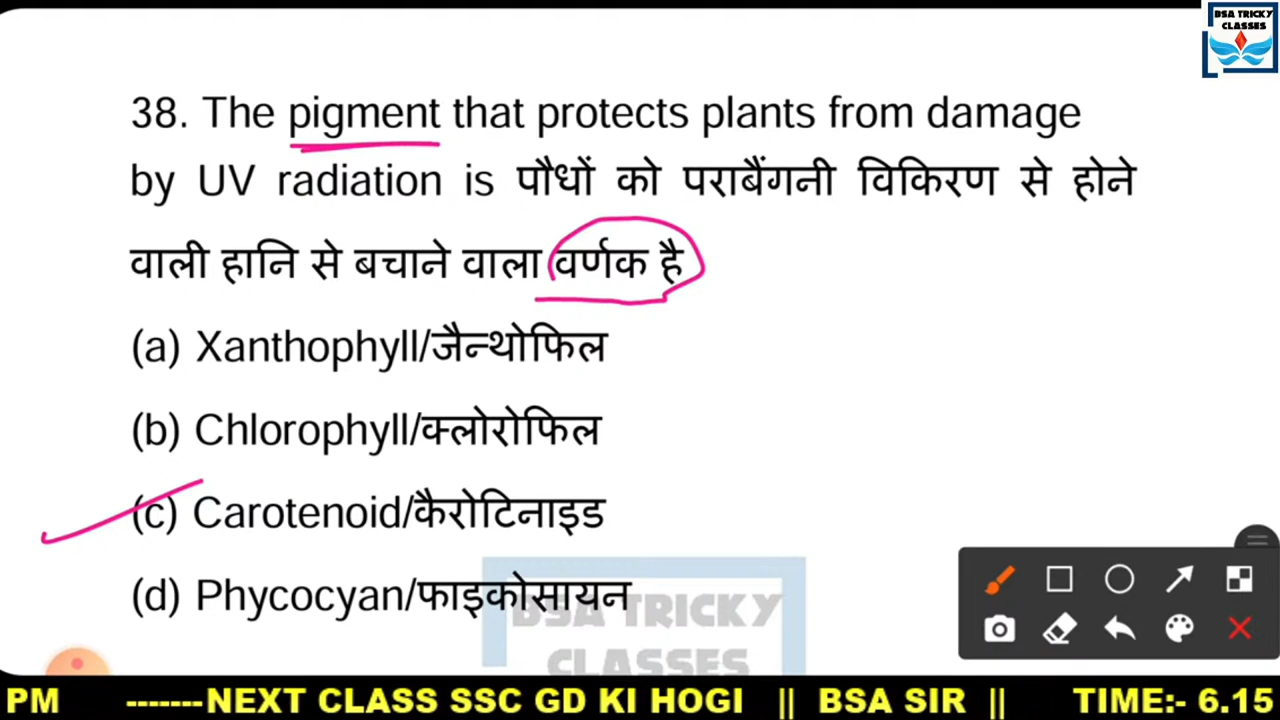 BSA TRICKY
CLASSES
38. The pigment that protects plants from damage
by UV radiation is पौधों को पराबैंगनी विकिरण से होने
वाली हानि से बचाने वाला वर्णक है
(a) Xanthophyll/जैन्थोफिल
(b) Chlorophyll/क्लोरोफिल
(c) Carotenoid/कैरोटिनाइड
(d) Phycocyan/फाइकोसायन
BSA TRICKY
CLASSES
PM -------NEXT CLASS SSC GD KI HOGI || BSA SIR || TIME:- 6.15